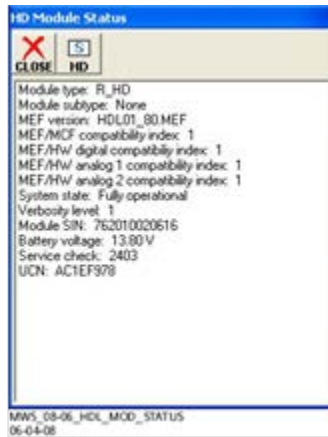 HD Module Status
CLOSE
S
HD
Module type: R_HD
Module subtype: None
MEF version: HDL01_80.MEF
MEF/MCF compatibility index: 1
MEF/HW digital compatibiliy index: 1
MEF/HW analog 1 compatibility index: 1
MEF/HW analog 2 compatibility index: 1
System state: Fully operational
Verbosity level: 1
Module SIN: 762010020616
Battery voltage: 13.80 V
Service check: 2403
UCN: AC1EF978
MWS_08-06_HDL_MOD_STATUS
06-04-08